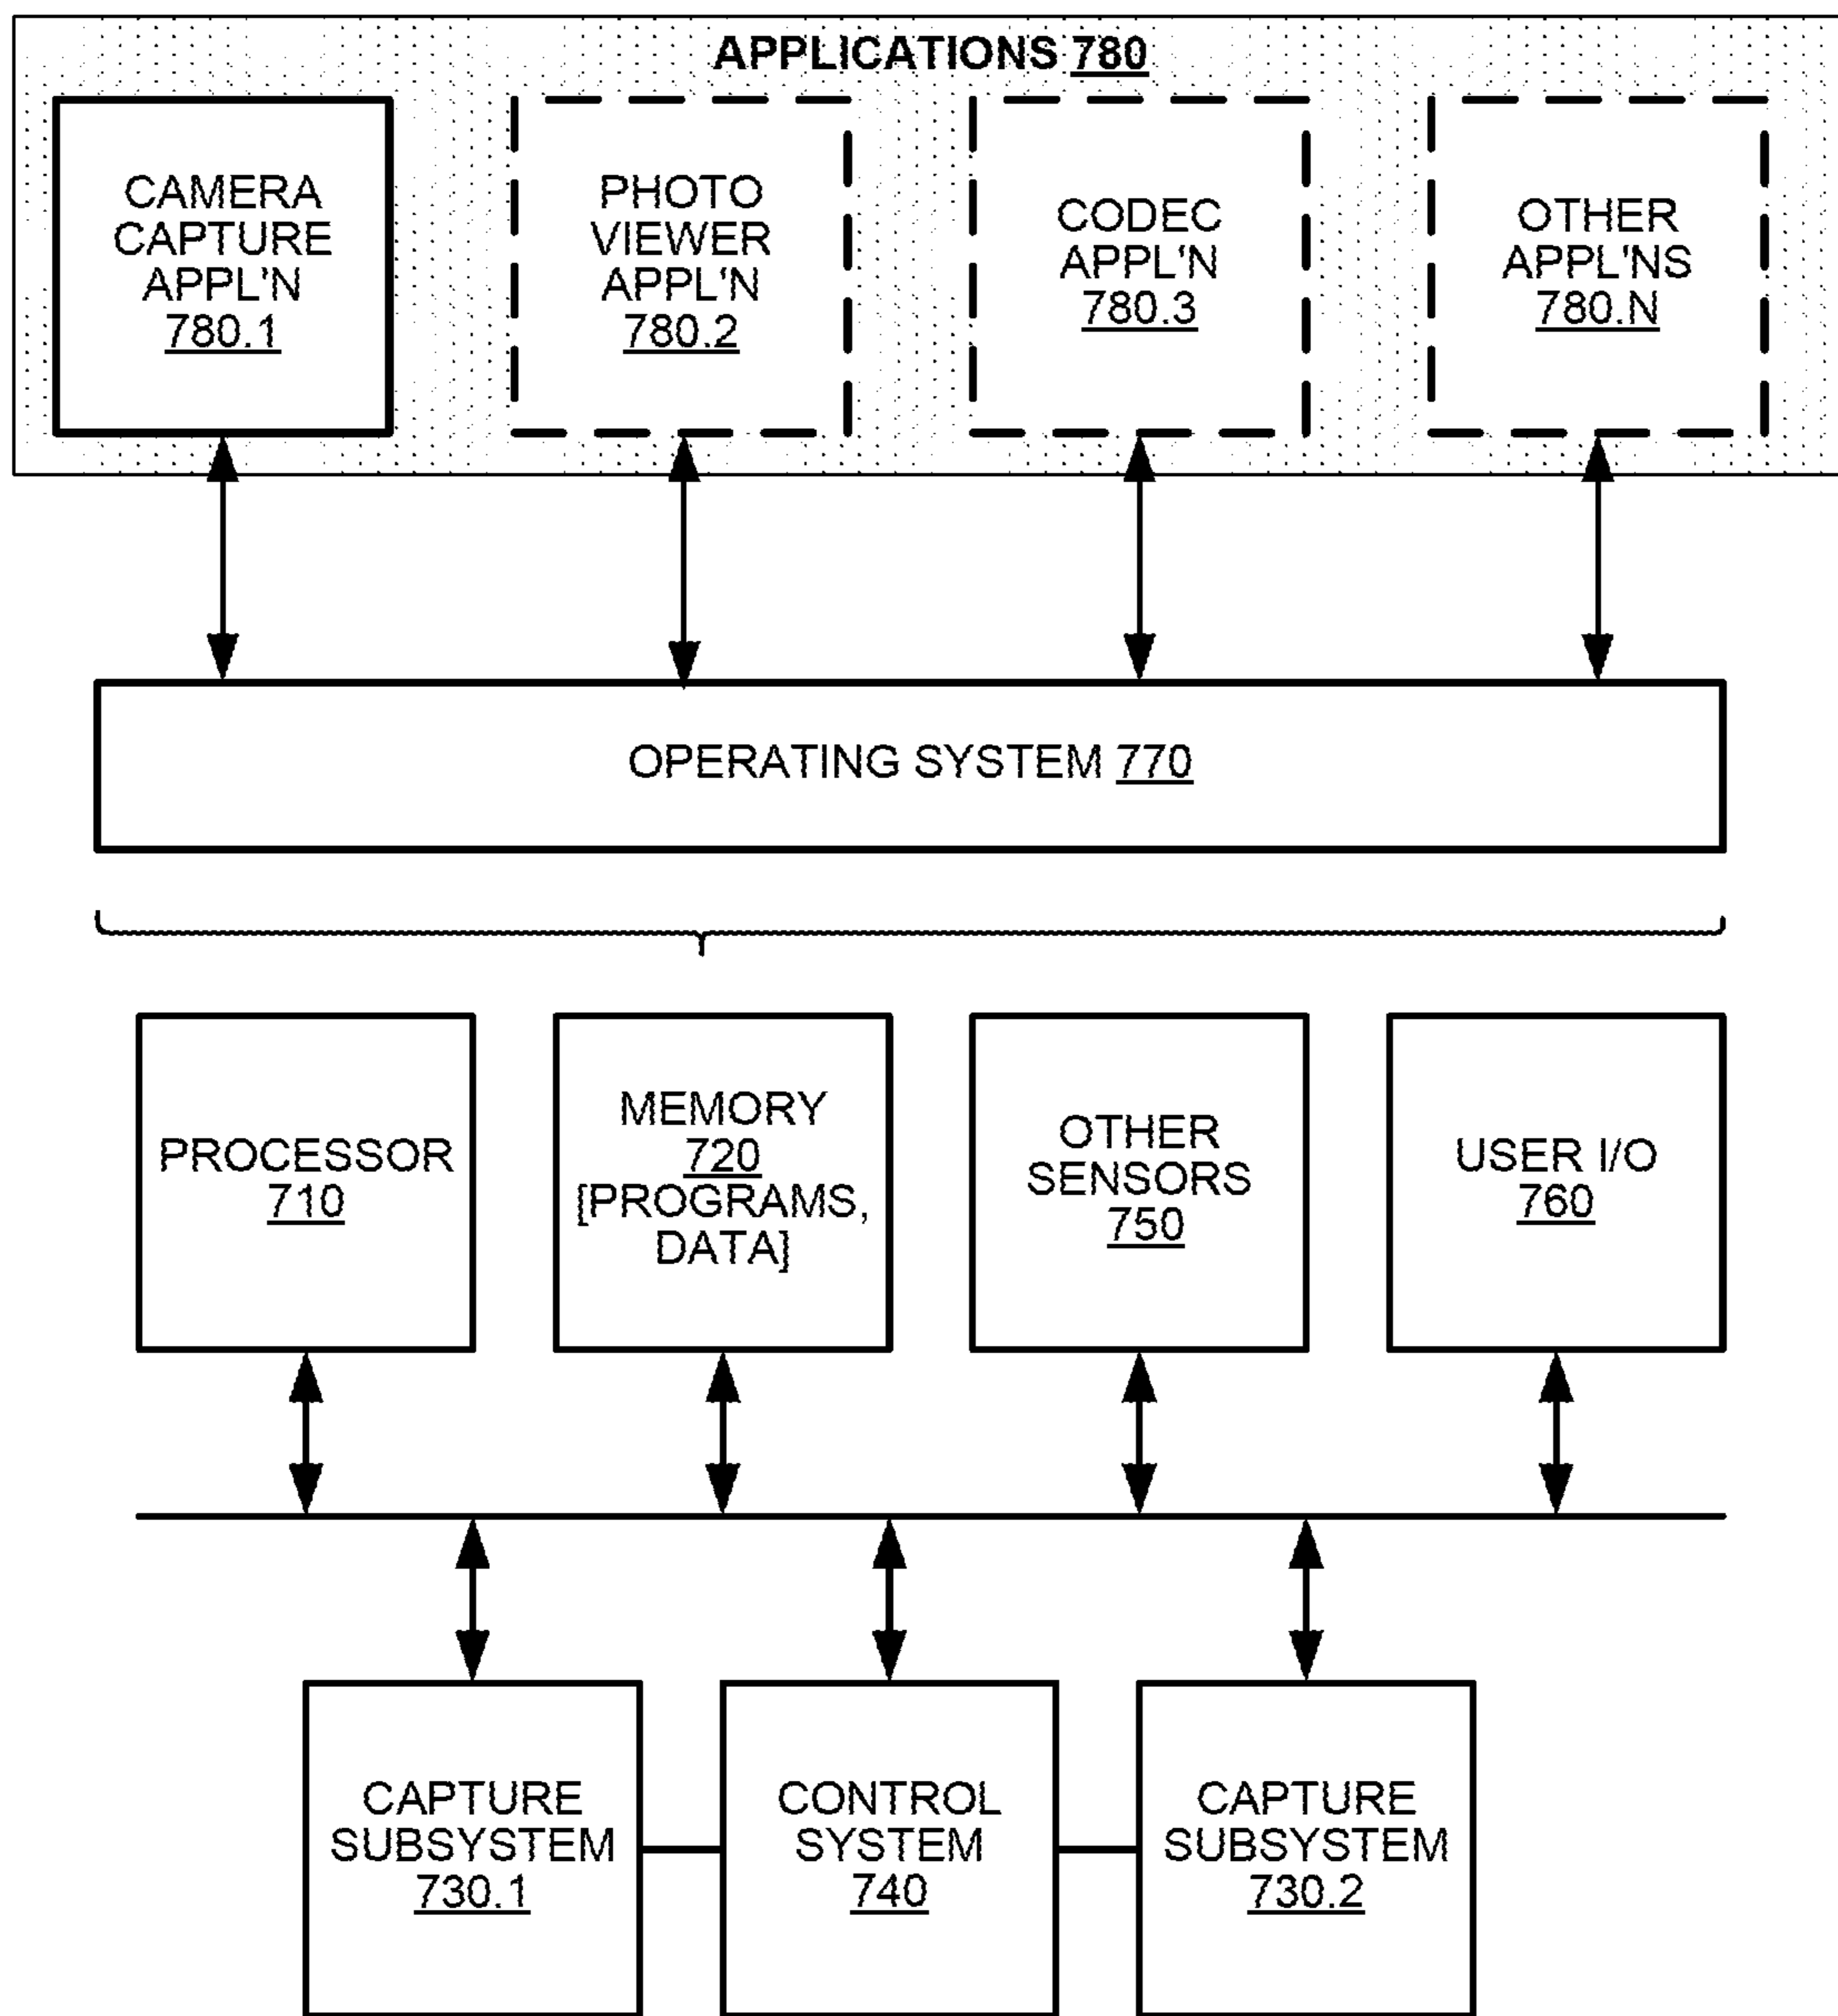 APPLICATIONS 780
CAMERA
CAPTURE
APPL'N
780.1
PHOTO
VIEWER
APPL'N
780.2
CODEC
APPL'N
780.3
OTHER
APPL'NS
780.N
OPERATING SYSTEM 770
PROCESSOR
710
MEMORY
720
[PROGRAMS,
DATA]
OTHER
SENSORS
750
USER I/O
760
CAPTURE
SUBSYSTEM
730.1
CONTROL
SYSTEM
740
CAPTURE
SUBSYSTEM
730.2